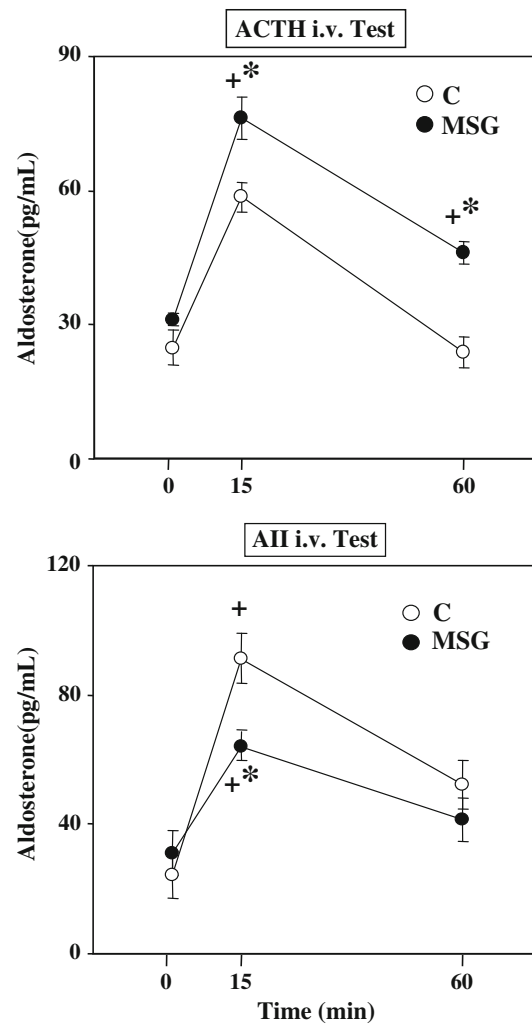 ACTH i.v. Test
90
+*
C
MSG
60
+*
30
0
Aldosterone(pg/mL)
0 15 60
AII i.v. Test
120
+
C
MSG
80
+*
40
0
Aldosterone(pg/mL)
0 15 60
Time (min)